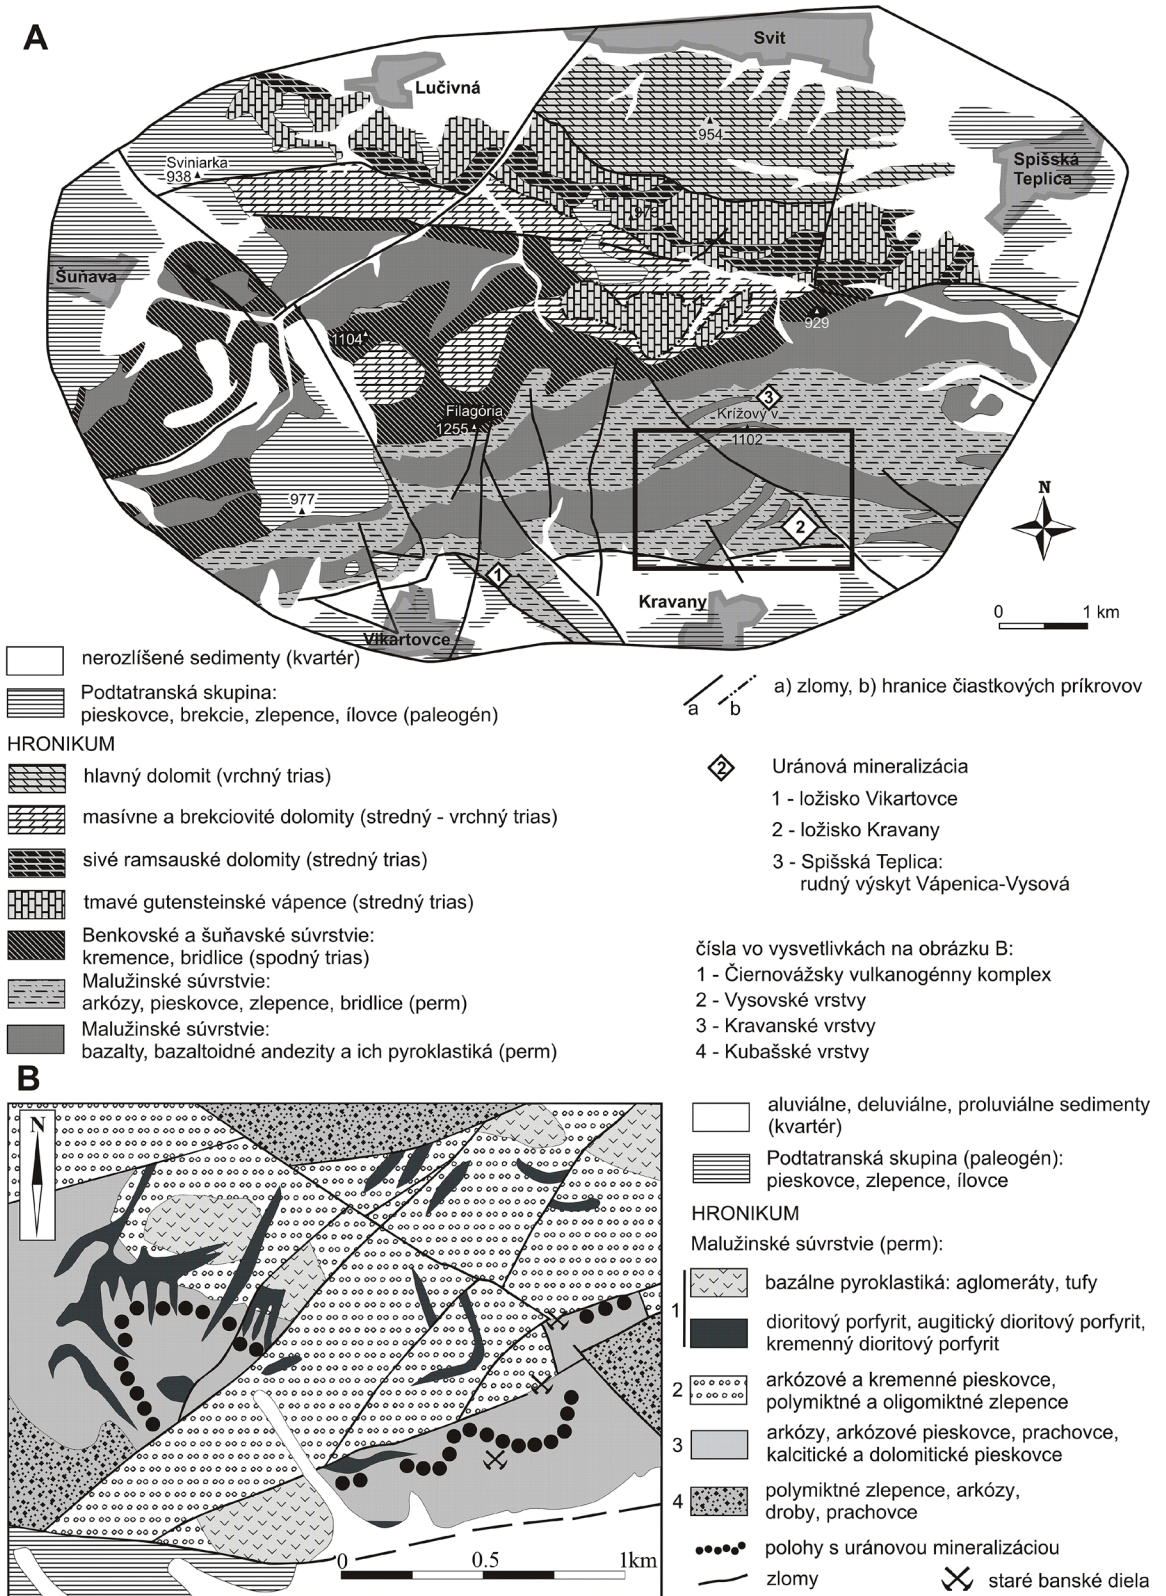 A
Svit
Lučivná
954
Spišská
Teplica
Sviniarka
938
973
Šuňava
929
1104
3
Krížový v
Filagória
1255
1102
977
N
2
1
Kravany
0 1 km
Vikartovce
nerozlíšené sedimenty (kvartér)
Podtatranská skupina:
pieskovce, brekcie, zlepence, ílovce (paleogén)
HRONIKUM
hlavný dolomit (vrchný trias)
masívne a brekciovité dolomity (stredný - vrchný trias)
sivé ramsauské dolomity (stredný trias)
tmavé gutensteinské vápence (stredný trias)
Benkovské a šuňavské súvrstvie:
kremence, bridlice (spodný trias)
Malužinské súvrstvie:
arkózy, pieskovce, zlepence, bridlice (perm)
Malužinské súvrstvie:
bazalty, bazaltoidné andezity a ich pyroklastiká (perm)
a b
a) zlomy, b) hranice čiastkových príkrovov
2 Uránová mineralizácia
1 - ložisko Vikartovce
2 - ložisko Kravany
3 - Spišská Teplica:
rudný výskyt Vápenica-Vysová
čísla vo vysvetlivkách na obrázku B:
1 - Čiernovážsky vulkanogénny komplex
2 - Vysovské vrstvy
3 - Kravanské vrstvy
4 - Kubašské vrstvy
B
N
0 0.5 1km
aluviálne, deluviálne, proluviálne sedimenty
(kvartér)
Podtatranská skupina (paleogén):
pieskovce, zlepence, ílovce
HRONIKUM
Malužinské súvrstvie (perm):
1
bazálne pyroklastiká: aglomeráty, tufy
dioritový porfyrit, augitický dioritový porfyrit,
kremenný dioritový porfyrit
2 arkózové a kremenné pieskovce,
polymiktné a oligomiktné zlepence
3 arkózy, arkózové pieskovce, prachovce,
kalcitické a dolomitické pieskovce
4 polymiktné zlepence, arkózy,
droby, prachovce
polohy s uránovou mineralizáciou
zlomy staré banské diela